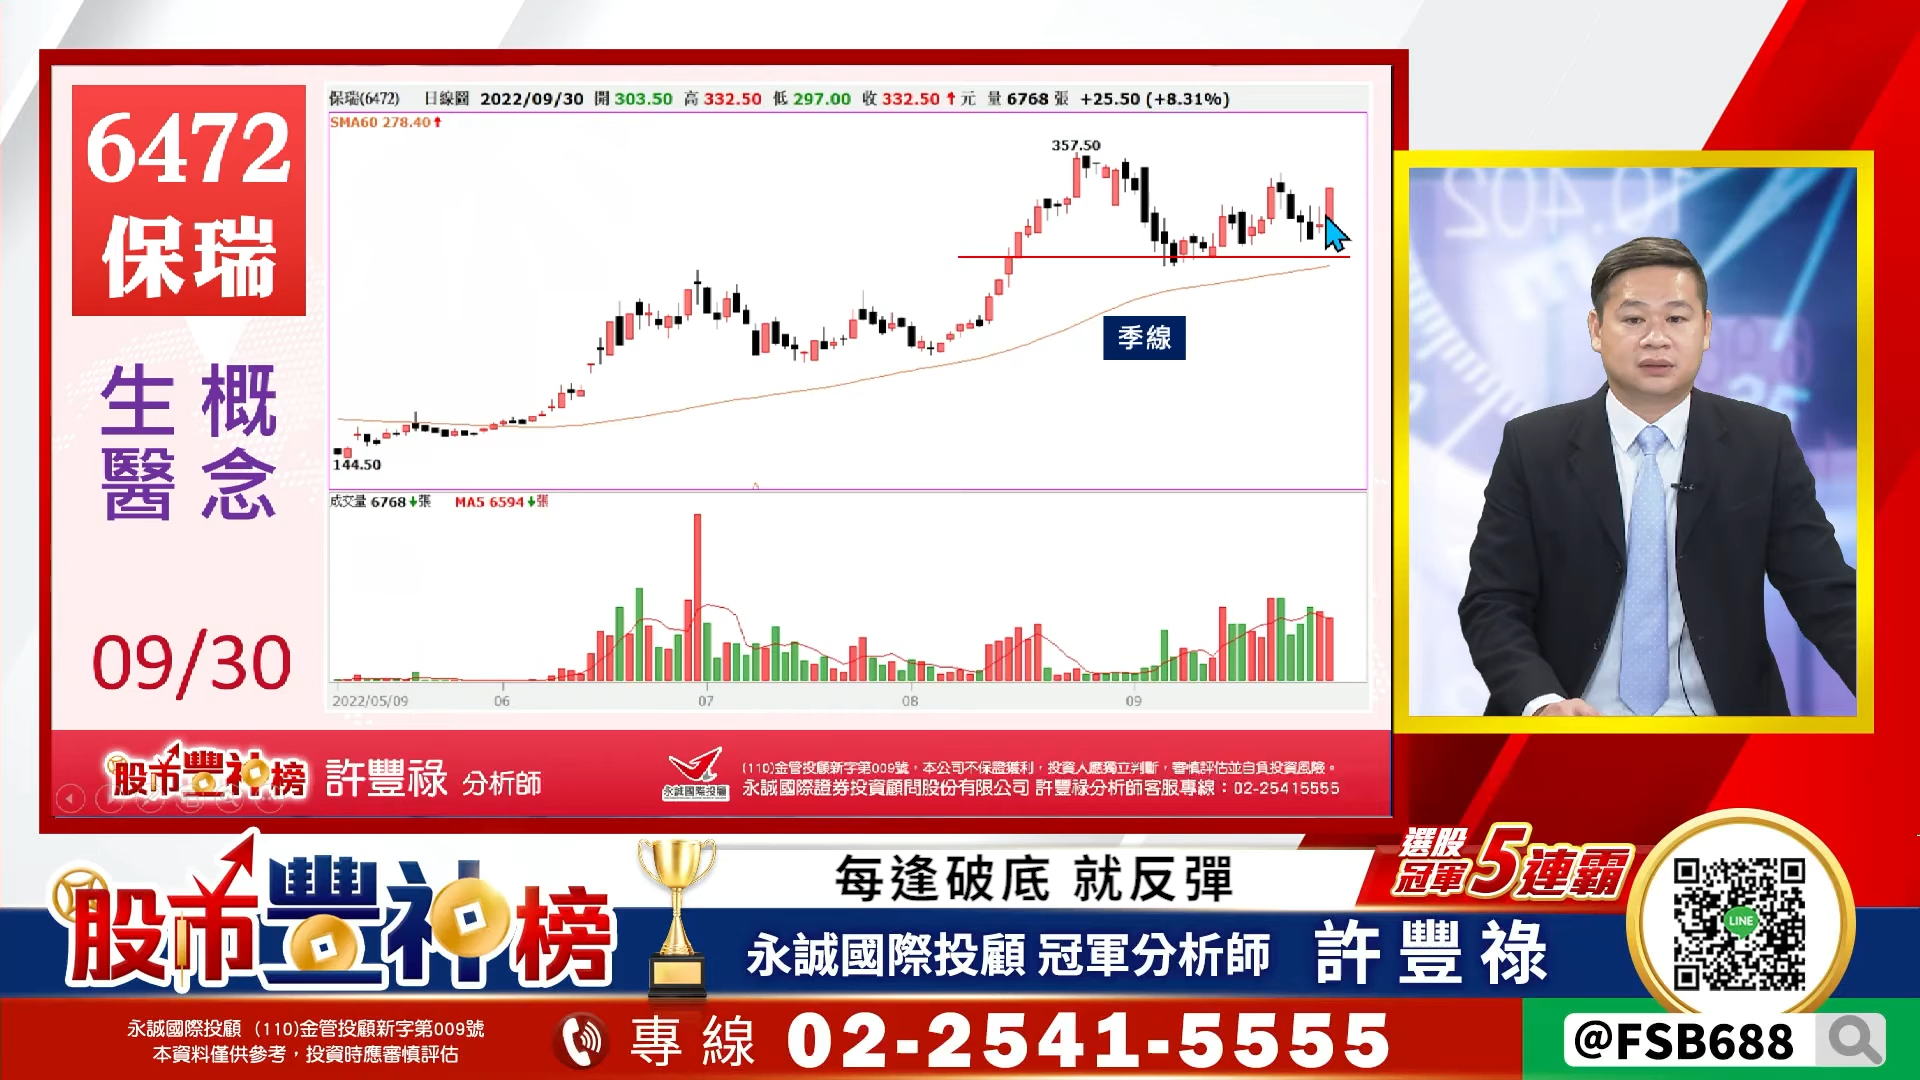 6472
保瑞
生醫
概念
09/30
保瑞(6472) 日線圖 2022/09/30 開 303.50 高 332.50 低 297.00 收 332.50↑元 量 6768 張 +25.50 (+8.31%)
SMA60 278.40↑
357.50
季線
144.50
成交量 6768↓張 MA5 6594↓張
2022/05/09 06 07 08 09
股市豐神榜 許豐祿 分析師
永誠國際投顧
(110)金管投顧新字第009號，本公司不保證獲利，投資人應獨立判斷，審慎評估並自負投資風險。
永誠國際證券投資顧問股份有限公司 許豐祿分析師客服專線：02-25415555
10.402
股市豐神榜
每逢破底 就反彈
選股冠軍5連霸
永誠國際投顧 冠軍分析師 許豐祿
LINE
永誠國際投顧 (110)金管投顧新字第009號
本資料僅供參考，投資時應審慎評估
專線 02-2541-5555
@FSB688